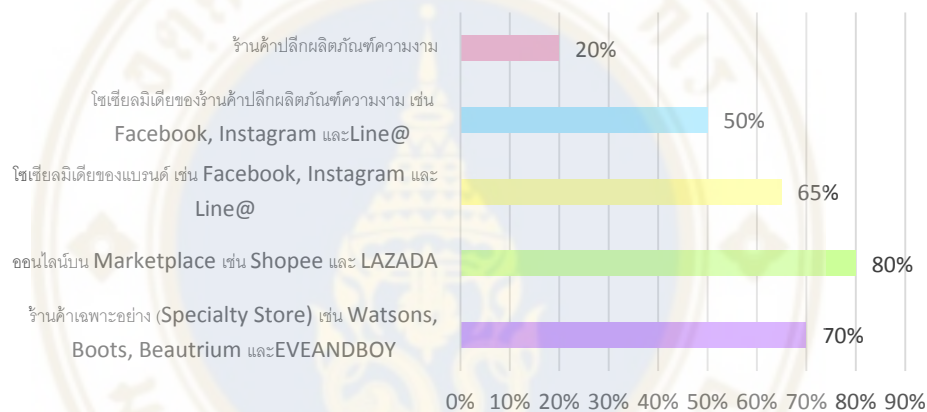 ร้านค้าปลีกผลิตภัณฑ์ความงาม
20%
โซเชียลมิเดียของร้านค้าปลีกผลิตภัณฑ์ความงาม เช่น
Facebook, Instagram และLine@
50%
โซเชียลมิเดียของแบรนด์ เช่น Facebook, Instagram และ
Line@
65%
ออนไลน์บน Marketplace เช่น Shopee และ LAZADA
80%
ร้านค้าเฉพาะอย่าง (Specialty Store) เช่น Watsons,
Boots, Beautrium และEVEANDBOY
70%
0% 10% 20% 30% 40% 50% 60% 70% 80% 90%